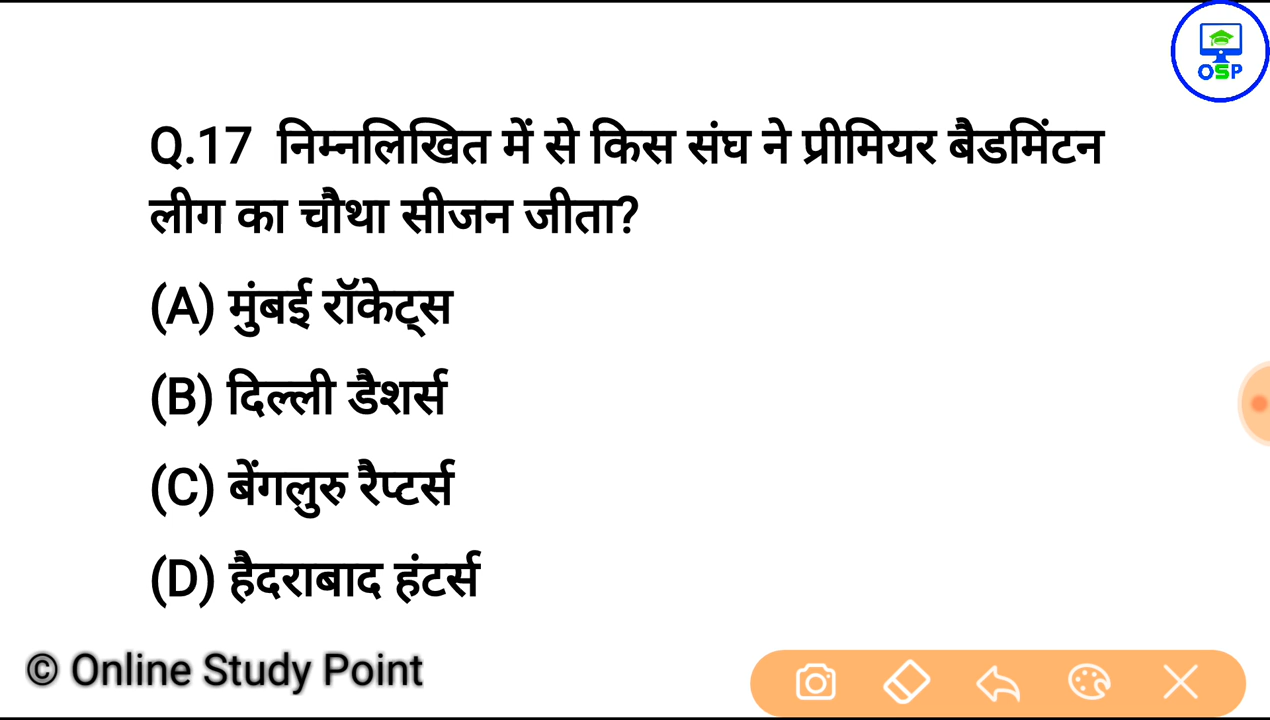 OSP
Q.17 निम्नलिखित में से किस संघ ने प्रीमियर बैडमिंटन
लीग का चौथा सीजन जीता?
(A) मुंबई रॉकेट्स
(B) दिल्ली डैशर्स
(C) बेंगलुरु रैप्टर्स
(D) हैदराबाद हंटर्स
© Online Study Point